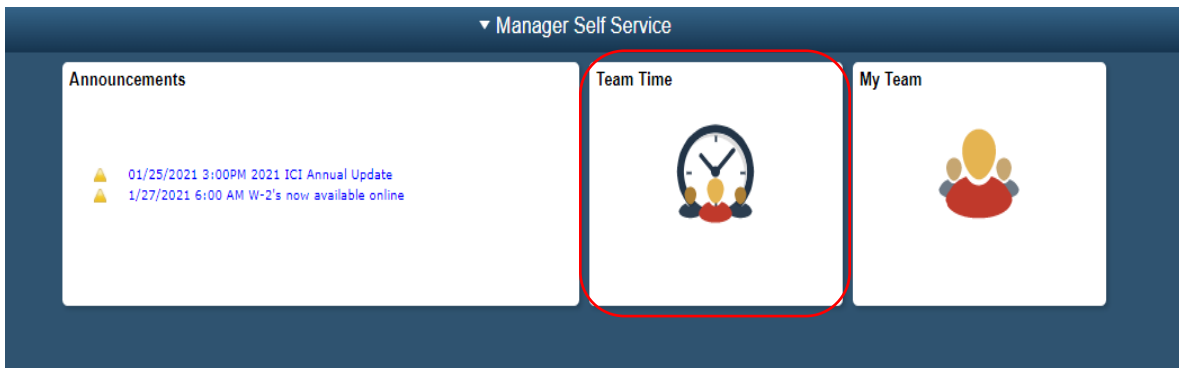 Manager Self Service
Announcements
01/25/2021 3:00PM 2021 ICI Annual Update
1/27/2021 6:00 AM W-2's now available online
Team Time
My Team